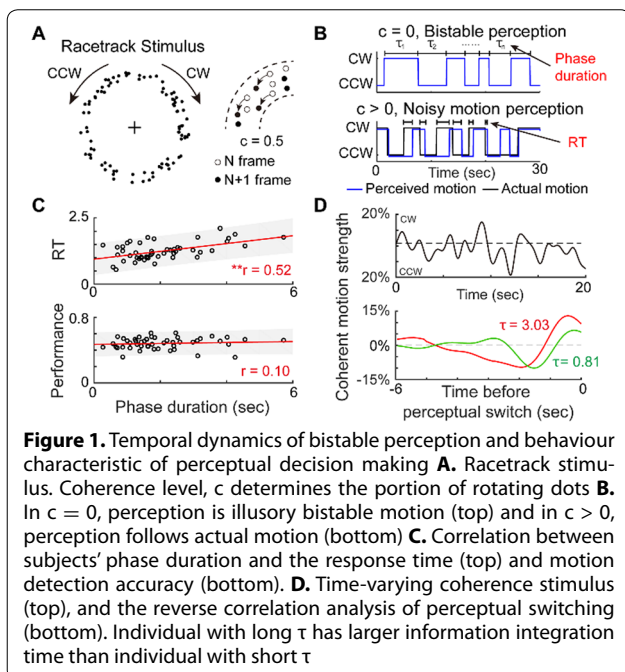 A
Racetrack Stimulus
CCW
CW
c = 0.5
N frame
N+1 frame
B
c = 0, Bistable perception
τ₁ τ₂ ...... τₙ
CW
CCW
Phase
duration
c > 0, Noisy motion perception
CW
CCW
RT
0 Time (sec) 30
Perceived motion Actual motion
C
2.5
RT
0
**r = 0.52
0 6
0.8
Performance
0
r = 0.10
0 6
Phase duration (sec)
D
Coherent motion strength
20%
CW
CCW
20%
0 20
Time (sec)
15%
0%
-15%
τ = 3.03
τ= 0.81
-6 0
Time before
perceptual switch (sec)
Figure 1. Temporal dynamics of bistable perception and behaviour
characteristic of perceptual decision making A. Racetrack stimu-
lus. Coherence level, c determines the portion of rotating dots B.
In c = 0, perception is illusory bistable motion (top) and in c > 0,
perception follows actual motion (bottom) C. Correlation between
subjects’ phase duration and the response time (top) and motion
detection accuracy (bottom). D. Time-varying coherence stimulus
(top), and the reverse correlation analysis of perceptual switching
(bottom). Individual with long τ has larger information integration
time than individual with short τ